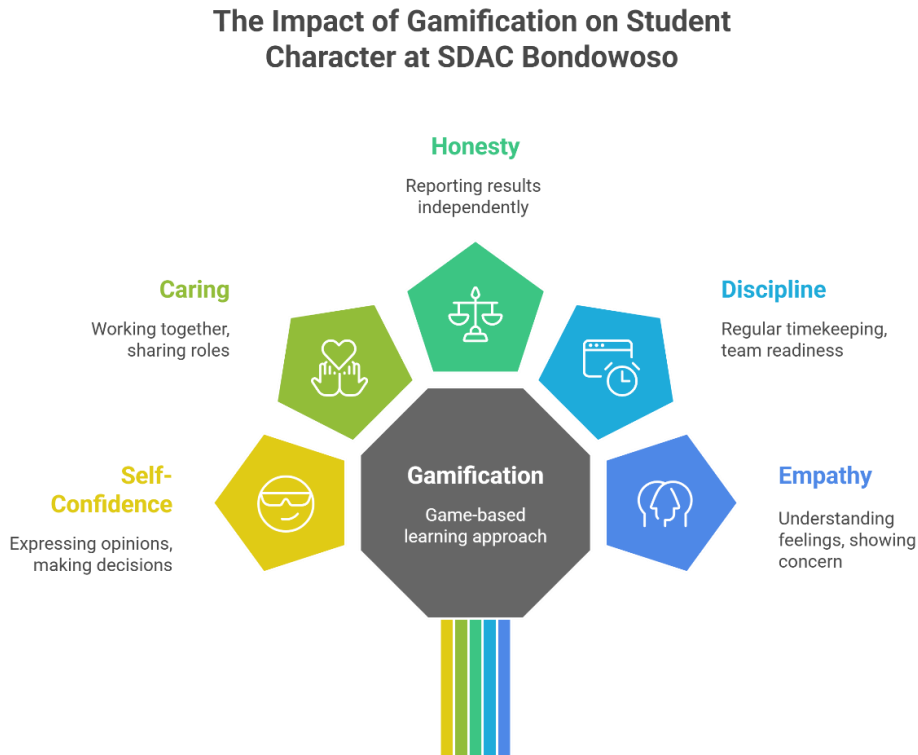 The Impact of Gamification on Student
Character at SDAC Bondowoso
Honesty
Reporting results
independently
Caring
Working together,
sharing roles
Discipline
Regular timekeeping,
team readiness
Self-
Confidence
Expressing opinions,
making decisions
Gamification
Game-based
learning approach
Empathy
Understanding
feelings, showing
concern